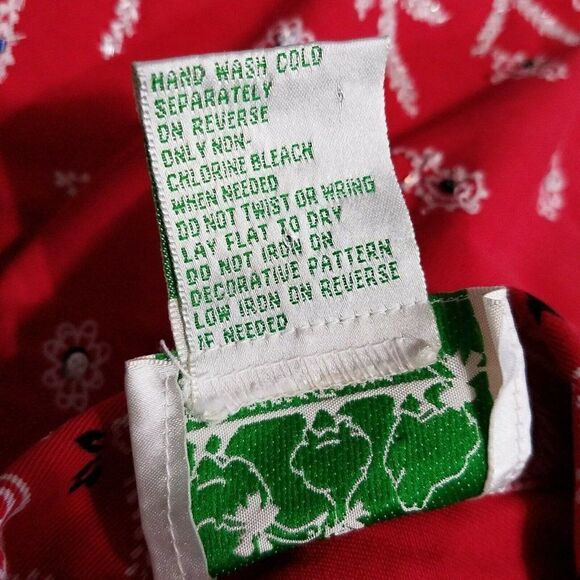 HAND WASH COLD
SEPARATELY
ON REVERSE
ONLY NON-
CHLORINE BLEACH
WHEN NEEDED
DO NOT TWIST OR WRING
LAY FLAT TO DRY
DO NOT IRON ON
DECORATIVE PATTERN
LOW IRON ON REVERSE
IF NEEDED